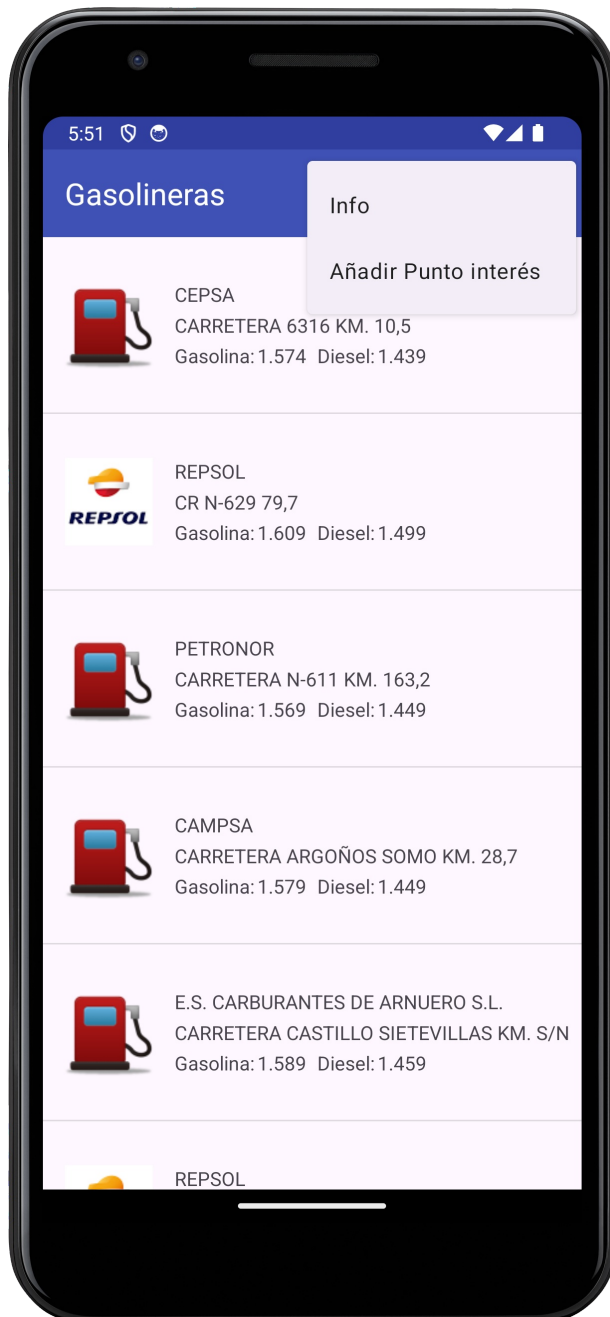 5:51
Gasolineras
Info
Añadir Punto interés
CEPSA
CARRETERA 6316 KM. 10,5
Gasolina: 1.574 Diesel: 1.439
REPSOL
REPSOL
CR N-629 79,7
Gasolina: 1.609 Diesel: 1.499
PETRONOR
CARRETERA N-611 KM. 163,2
Gasolina: 1.569 Diesel: 1.449
CAMPSA
CARRETERA ARGOÑOS SOMO KM. 28,7
Gasolina: 1.579 Diesel: 1.449
E.S. CARBURANTES DE ARNUERO S.L.
CARRETERA CASTILLO SIETEVILLAS KM. S/N
Gasolina: 1.589 Diesel: 1.459
REPSOL